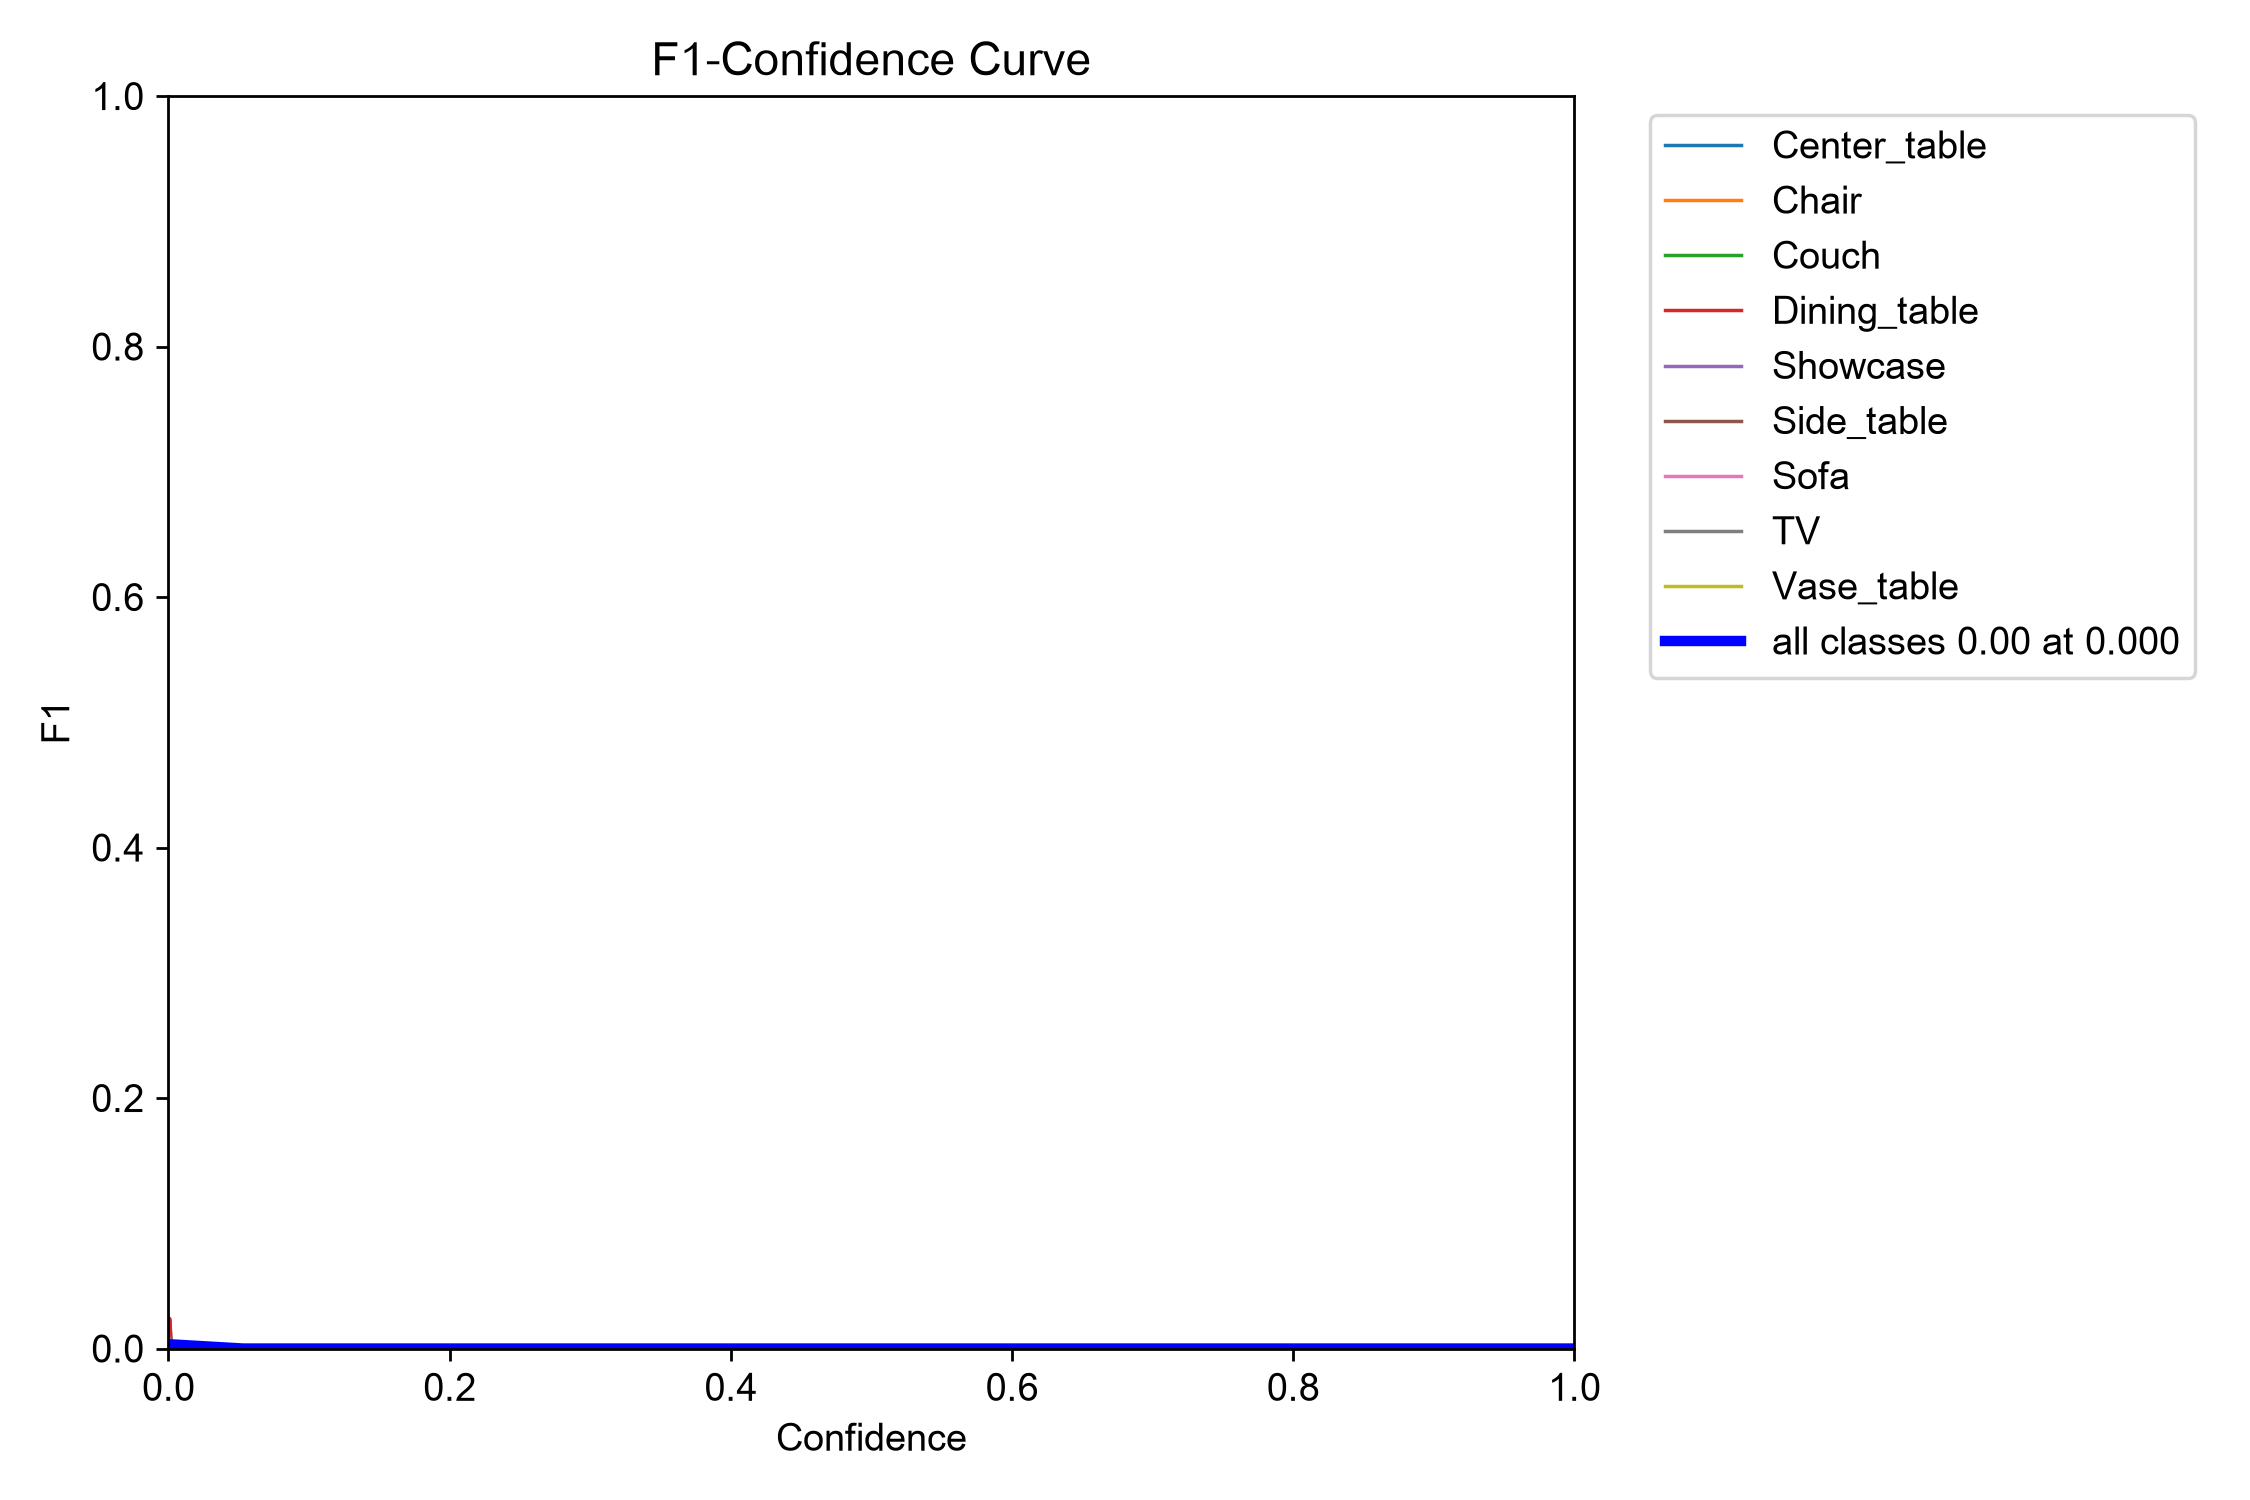 F1-Confidence Curve
1.0
0.8
0.6
0.4
0.2
0.0
F1
0.0 0.2 0.4 0.6 0.8 1.0
Confidence
Center_table
Chair
Couch
Dining_table
Showcase
Side_table
Sofa
TV
Vase_table
all classes 0.00 at 0.000